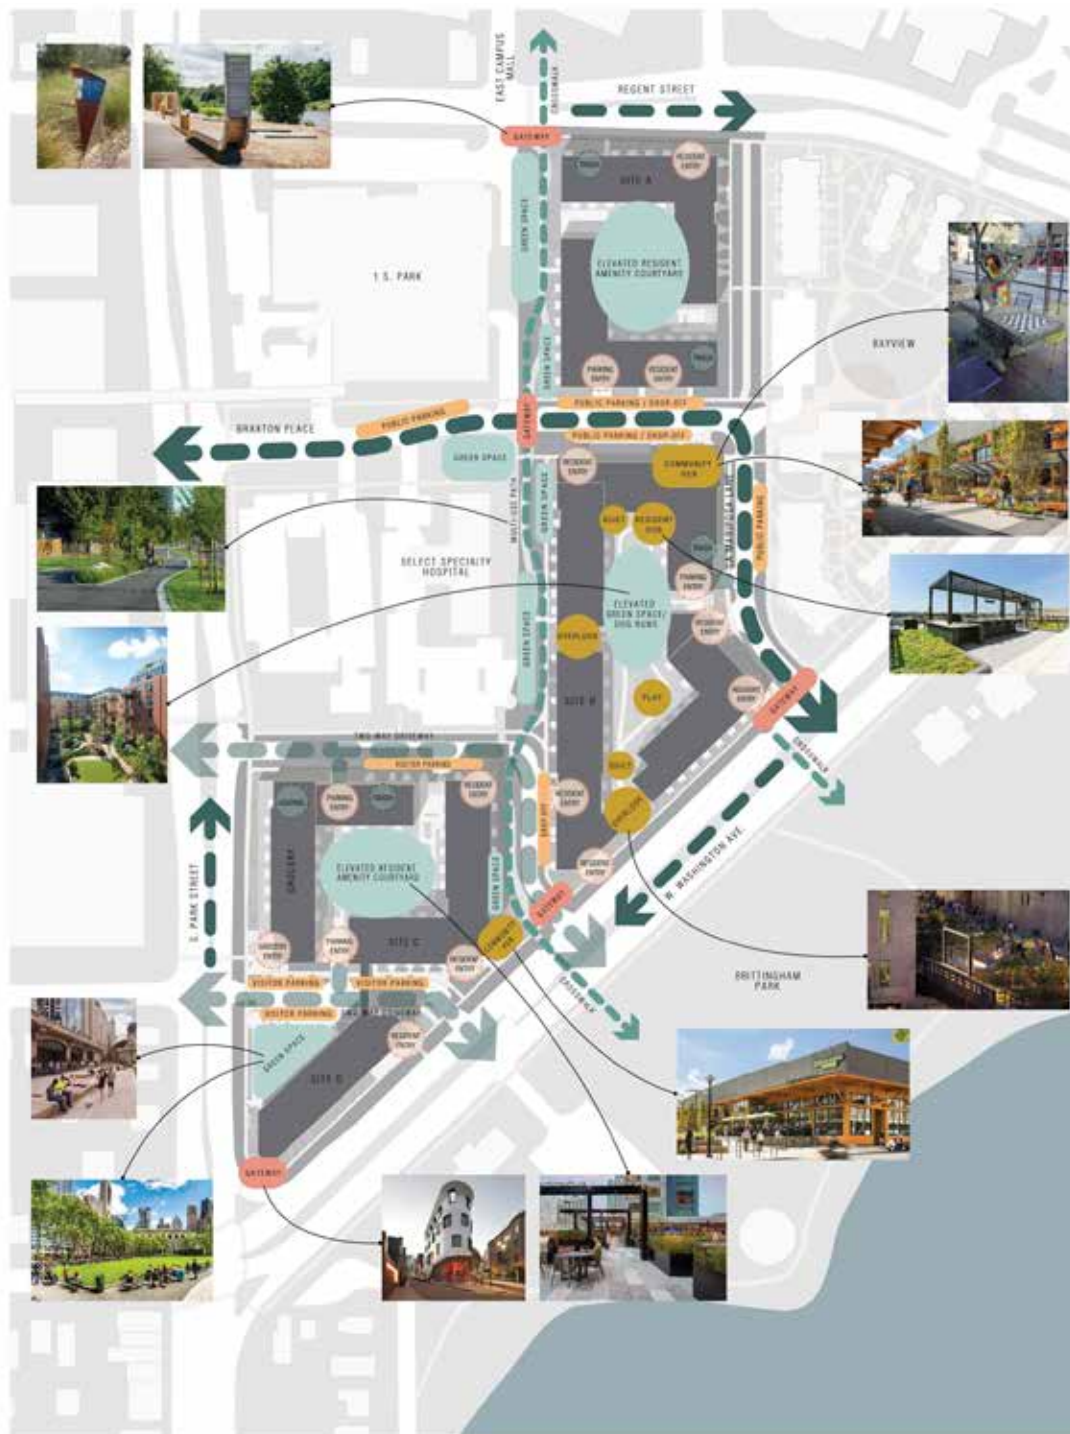 EAST CAMPUS
MALL
CROSSWALK
REGENT STREET
GATEWAY
TRASH
RESIDENT
ENTRY
SITE A
GREEN SPACE
ELEVATED RESIDENT
AMENITY COURTYARD
1 S. PARK
BAYVIEW
GREEN SPACE
TRASH
PARKING
ENTRY
RESIDENT
ENTRY
PUBLIC PARKING / DROP-OFF
PUBLIC PARKING
GATEWAY
BRAXTON PLACE
PUBLIC PARKING / DROP-OFF
GREEN SPACE
RESIDENT
ENTRY
COMMUNITY
HUB
MULTI-USE PATH
GREEN SPACE
PUBLIC PARKING
QUIET
RESIDENT
HUB
TRASH
SELECT SPECIALTY
HOSPITAL
PARKING
ENTRY
ELEVATED
GREEN SPACE/
DOG RUNS
GREEN SPACE
OVERLOOK
RESIDENT
ENTRY
SITE B
PLAY
RESIDENT
ENTRY
GATEWAY
TWO-WAY DRIVEWAY
CROSSWALK
VISITOR PARKING
QUIET
RESIDENT
ENTRY
PARKING
ENTRY
TRASH
RESIDENT
ENTRY
DROP OFF
OVERLOOK
N. WASHINGTON AVE.
S. PARK STREET
GROCERY
ELEVATED RESIDENT
AMENITY COURTYARD
GREEN SPACE
RESIDENT
ENTRY
GATEWAY
COMMUNITY
HUB
SITE C
GROCERY
ENTRY
PARKING
ENTRY
RESIDENT
ENTRY
BRITTINGHAM
PARK
CROSSWALK
VISITOR PARKING
VISITOR PARKING
VISITOR PARKING
GREEN SPACE
RESIDENT
ENTRY
SITE D
GATEWAY